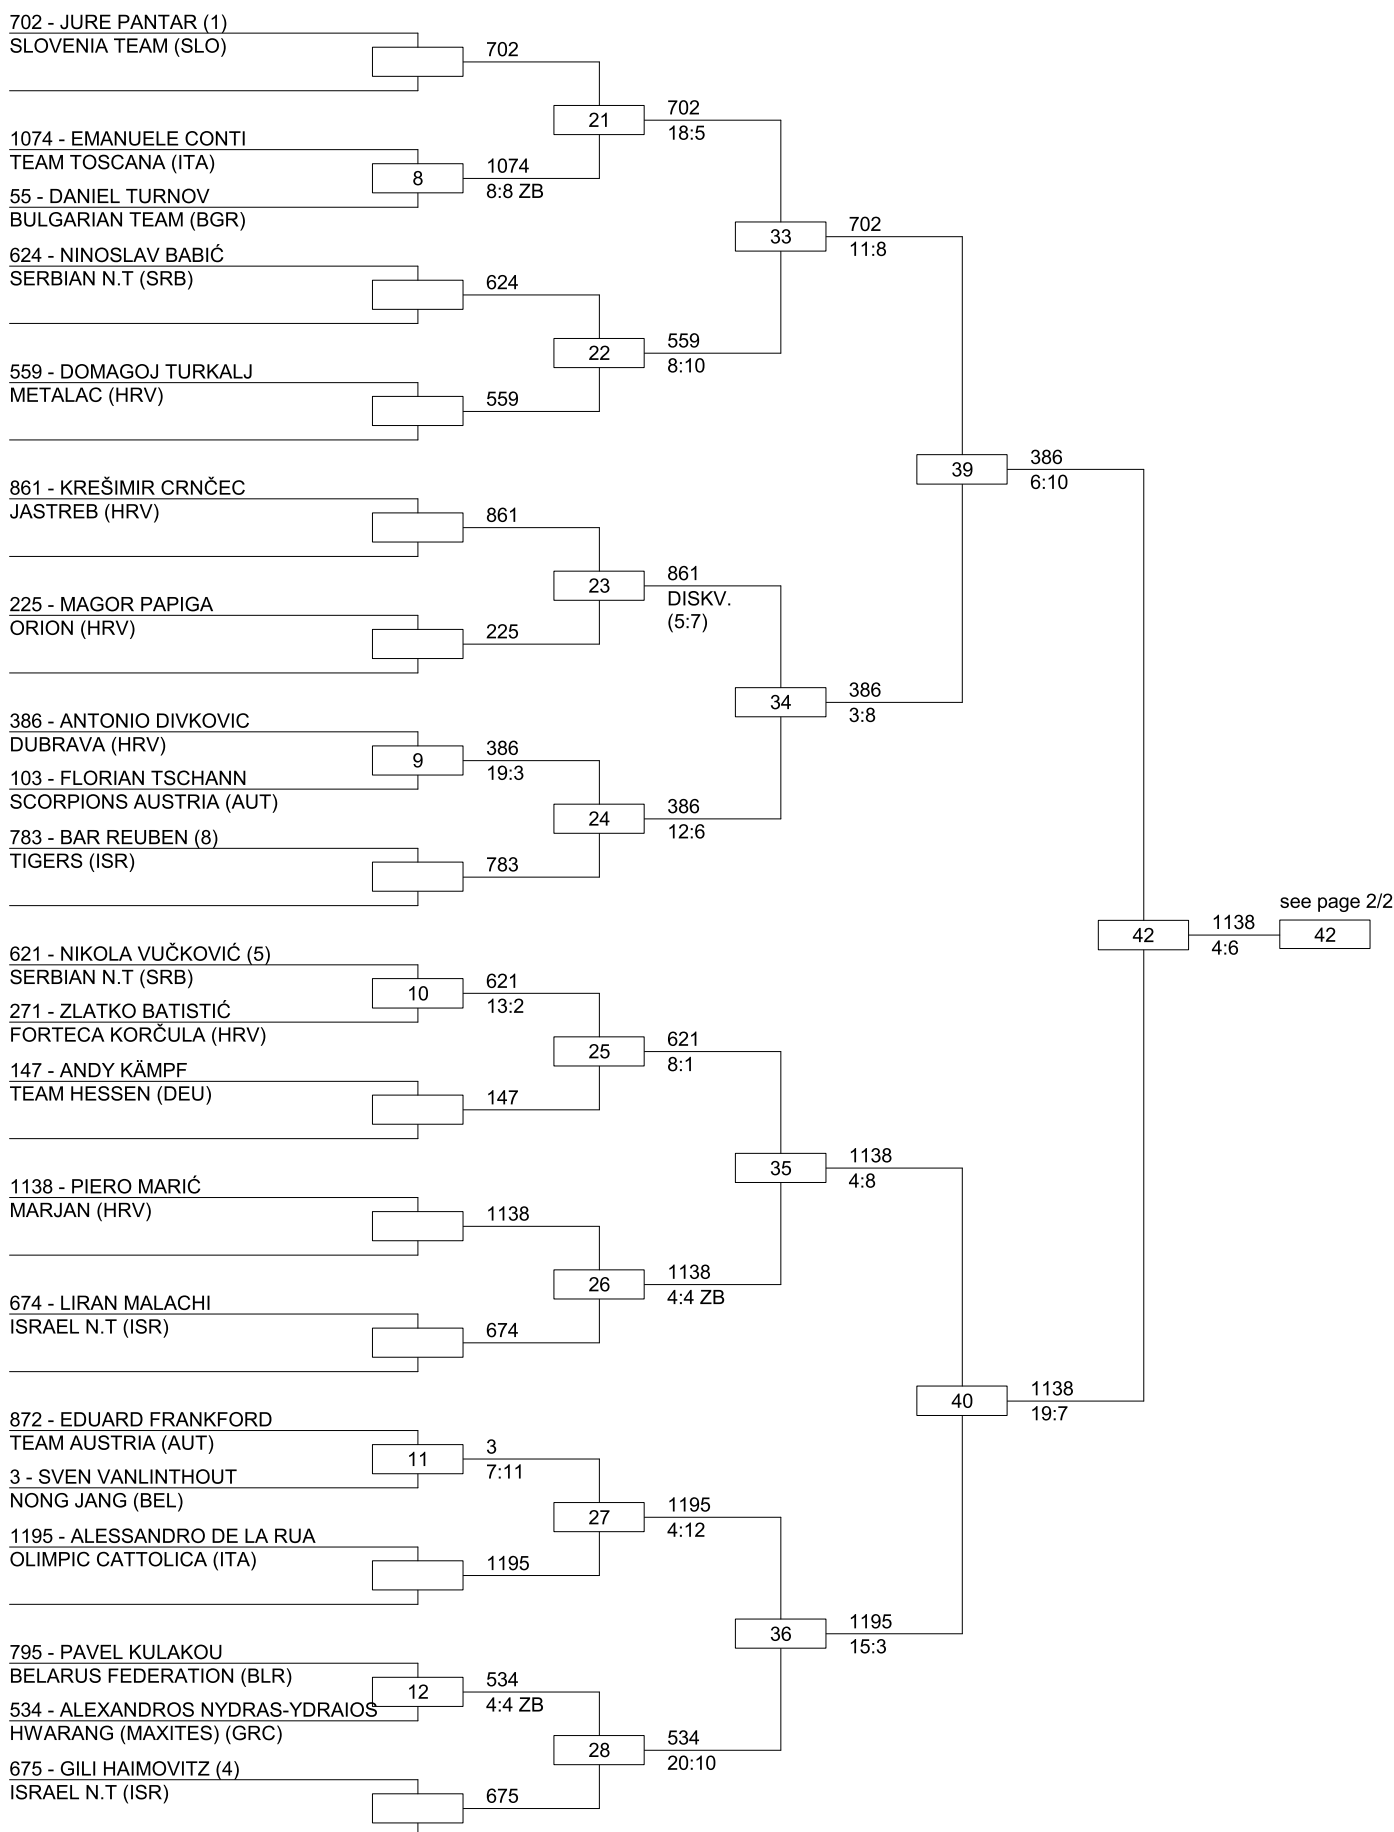 702 - JURE PANTAR (1)
SLOVENIA TEAM (SLO)
702
21
702
18:5
1074 - EMANUELE CONTI
TEAM TOSCANA (ITA)
8
1074
8:8 ZB
55 - DANIEL TURNOV
BULGARIAN TEAM (BGR)
33
702
11:8
624 - NINOSLAV BABIĆ
SERBIAN N.T (SRB)
624
22
559
8:10
559 - DOMAGOJ TURKALJ
METALAC (HRV)
559
39
386
6:10
861 - KREŠIMIR CRNČEC
JASTREB (HRV)
861
23
861
DISKV.
(5:7)
225 - MAGOR PAPIGA
ORION (HRV)
225
34
386
3:8
386 - ANTONIO DIVKOVIC
DUBRAVA (HRV)
9
386
19:3
103 - FLORIAN TSCHANN
SCORPIONS AUSTRIA (AUT)
24
386
12:6
783 - BAR REUBEN (8)
TIGERS (ISR)
783
see page 2/2
42
1138
4:6
42
621 - NIKOLA VUČKOVIĆ (5)
SERBIAN N.T (SRB)
10
621
13:2
271 - ZLATKO BATISTIĆ
FORTECA KORČULA (HRV)
25
621
8:1
147 - ANDY KÄMPF
TEAM HESSEN (DEU)
147
35
1138
4:8
1138 - PIERO MARIĆ
MARJAN (HRV)
1138
26
1138
4:4 ZB
674 - LIRAN MALACHI
ISRAEL N.T (ISR)
674
40
1138
19:7
872 - EDUARD FRANKFORD
TEAM AUSTRIA (AUT)
11
3
7:11
3 - SVEN VANLINTHOUT
NONG JANG (BEL)
27
1195
4:12
1195 - ALESSANDRO DE LA RUA
OLIMPIC CATTOLICA (ITA)
1195
36
1195
15:3
795 - PAVEL KULAKOU
BELARUS FEDERATION (BLR)
12
534
4:4 ZB
534 - ALEXANDROS NYDRAS-YDRAIOS
HWARANG (MAXITES) (GRC)
28
534
20:10
675 - GILI HAIMOVITZ (4)
ISRAEL N.T (ISR)
675